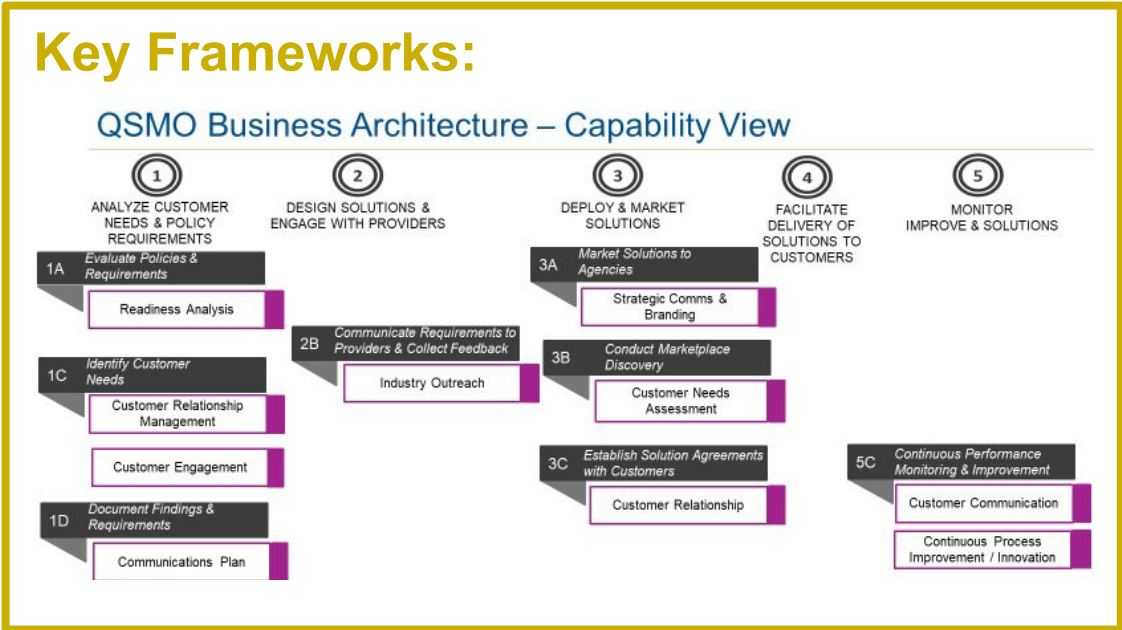 Key Frameworks:
QSMO Business Architecture – Capability View
1
ANALYZE CUSTOMER
NEEDS & POLICY
REQUIREMENTS
2
DESIGN SOLUTIONS &
ENGAGE WITH PROVIDERS
3
DEPLOY & MARKET
SOLUTIONS
4
FACILITATE
DELIVERY OF
SOLUTIONS TO
CUSTOMERS
5
MONITOR
IMPROVE & SOLUTIONS
1A
Evaluate Policies &
Requirements
Readiness Analysis
1C
Identify Customer
Needs
Customer Relationship
Management
Customer Engagement
1D
Document Findings &
Requirements
Communications Plan
2B
Communicate Requirements to
Providers & Collect Feedback
Industry Outreach
3A
Market Solutions to
Agencies
Strategic Comms &
Branding
3B
Conduct Marketplace
Discovery
Customer Needs
Assessment
3C
Establish Solution Agreements
with Customers
Customer Relationship
5C
Continuous Performance
Monitoring & Improvement
Customer Communication
Continuous Process
Improvement / Innovation